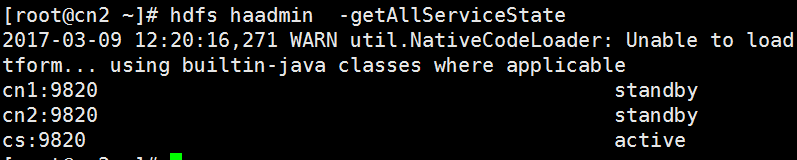 [root@cn2 ~]# hdfs haadmin  -getAllServiceState
2017-03-09 12:20:16,271 WARN util.NativeCodeLoader: Unable to load
tform... using builtin-java classes where applicable
cn1:9820 standby
cn2:9820 standby
cs:9820 active
[root@cn2 ~]#